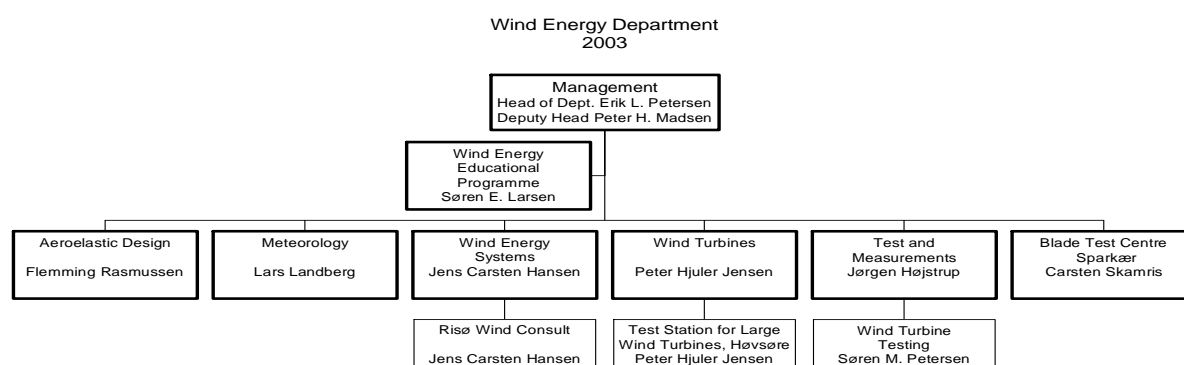 Wind Energy Department
2003
Management
Head of Dept. Erik L. Petersen
Deputy Head Peter H. Madsen
Wind Energy
Educational
Programme
Søren E. Larsen
Aeroelastic Design
Flemming Rasmussen
Meteorology
Lars Landberg
Wind Energy
Systems
Jens Carsten Hansen
Wind Turbines
Peter Hjuler Jensen
Test and
Measurements
Jørgen Højstrup
Blade Test Centre
Sparkær
Carsten Skamris
Risø Wind Consult
Jens Carsten Hansen
Test Station for Large
Wind Turbines, Høvsøre
Peter Hjuler Jensen
Wind Turbine
Testing
Søren M. Petersen